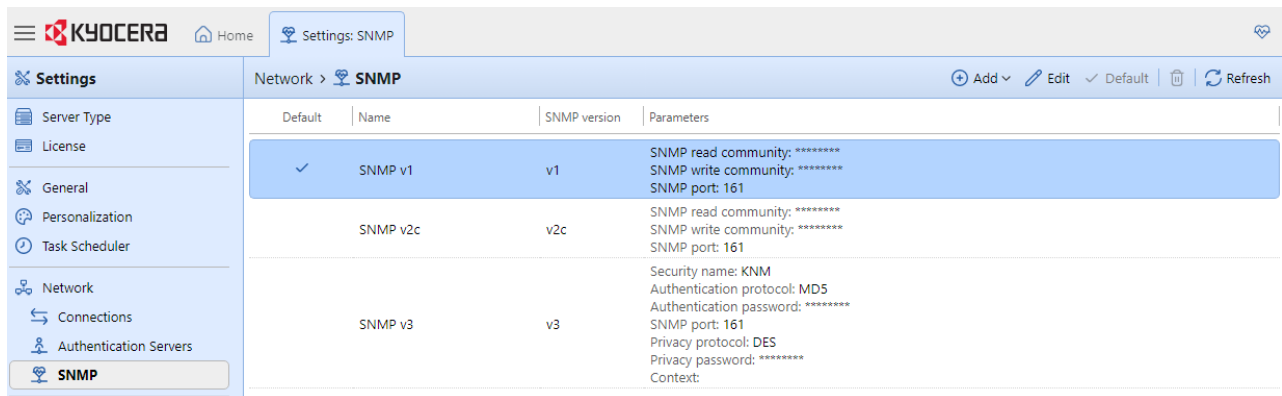 KYOCERA
Home
Settings: SNMP
Settings
Network > SNMP
Add
Edit
Default
Refresh
Server Type
License
General
Personalization
Task Scheduler
Network
Connections
Authentication Servers
SNMP
Default Name SNMP version Parameters
SNMP v1 v1
SNMP read community: ********
SNMP write community: ********
SNMP port: 161
SNMP v2c v2c
SNMP read community: ********
SNMP write community: ********
SNMP port: 161
SNMP v3 v3
Security name: KNM
Authentication protocol: MD5
Authentication password: ********
SNMP port: 161
Privacy protocol: DES
Privacy password: ********
Context: